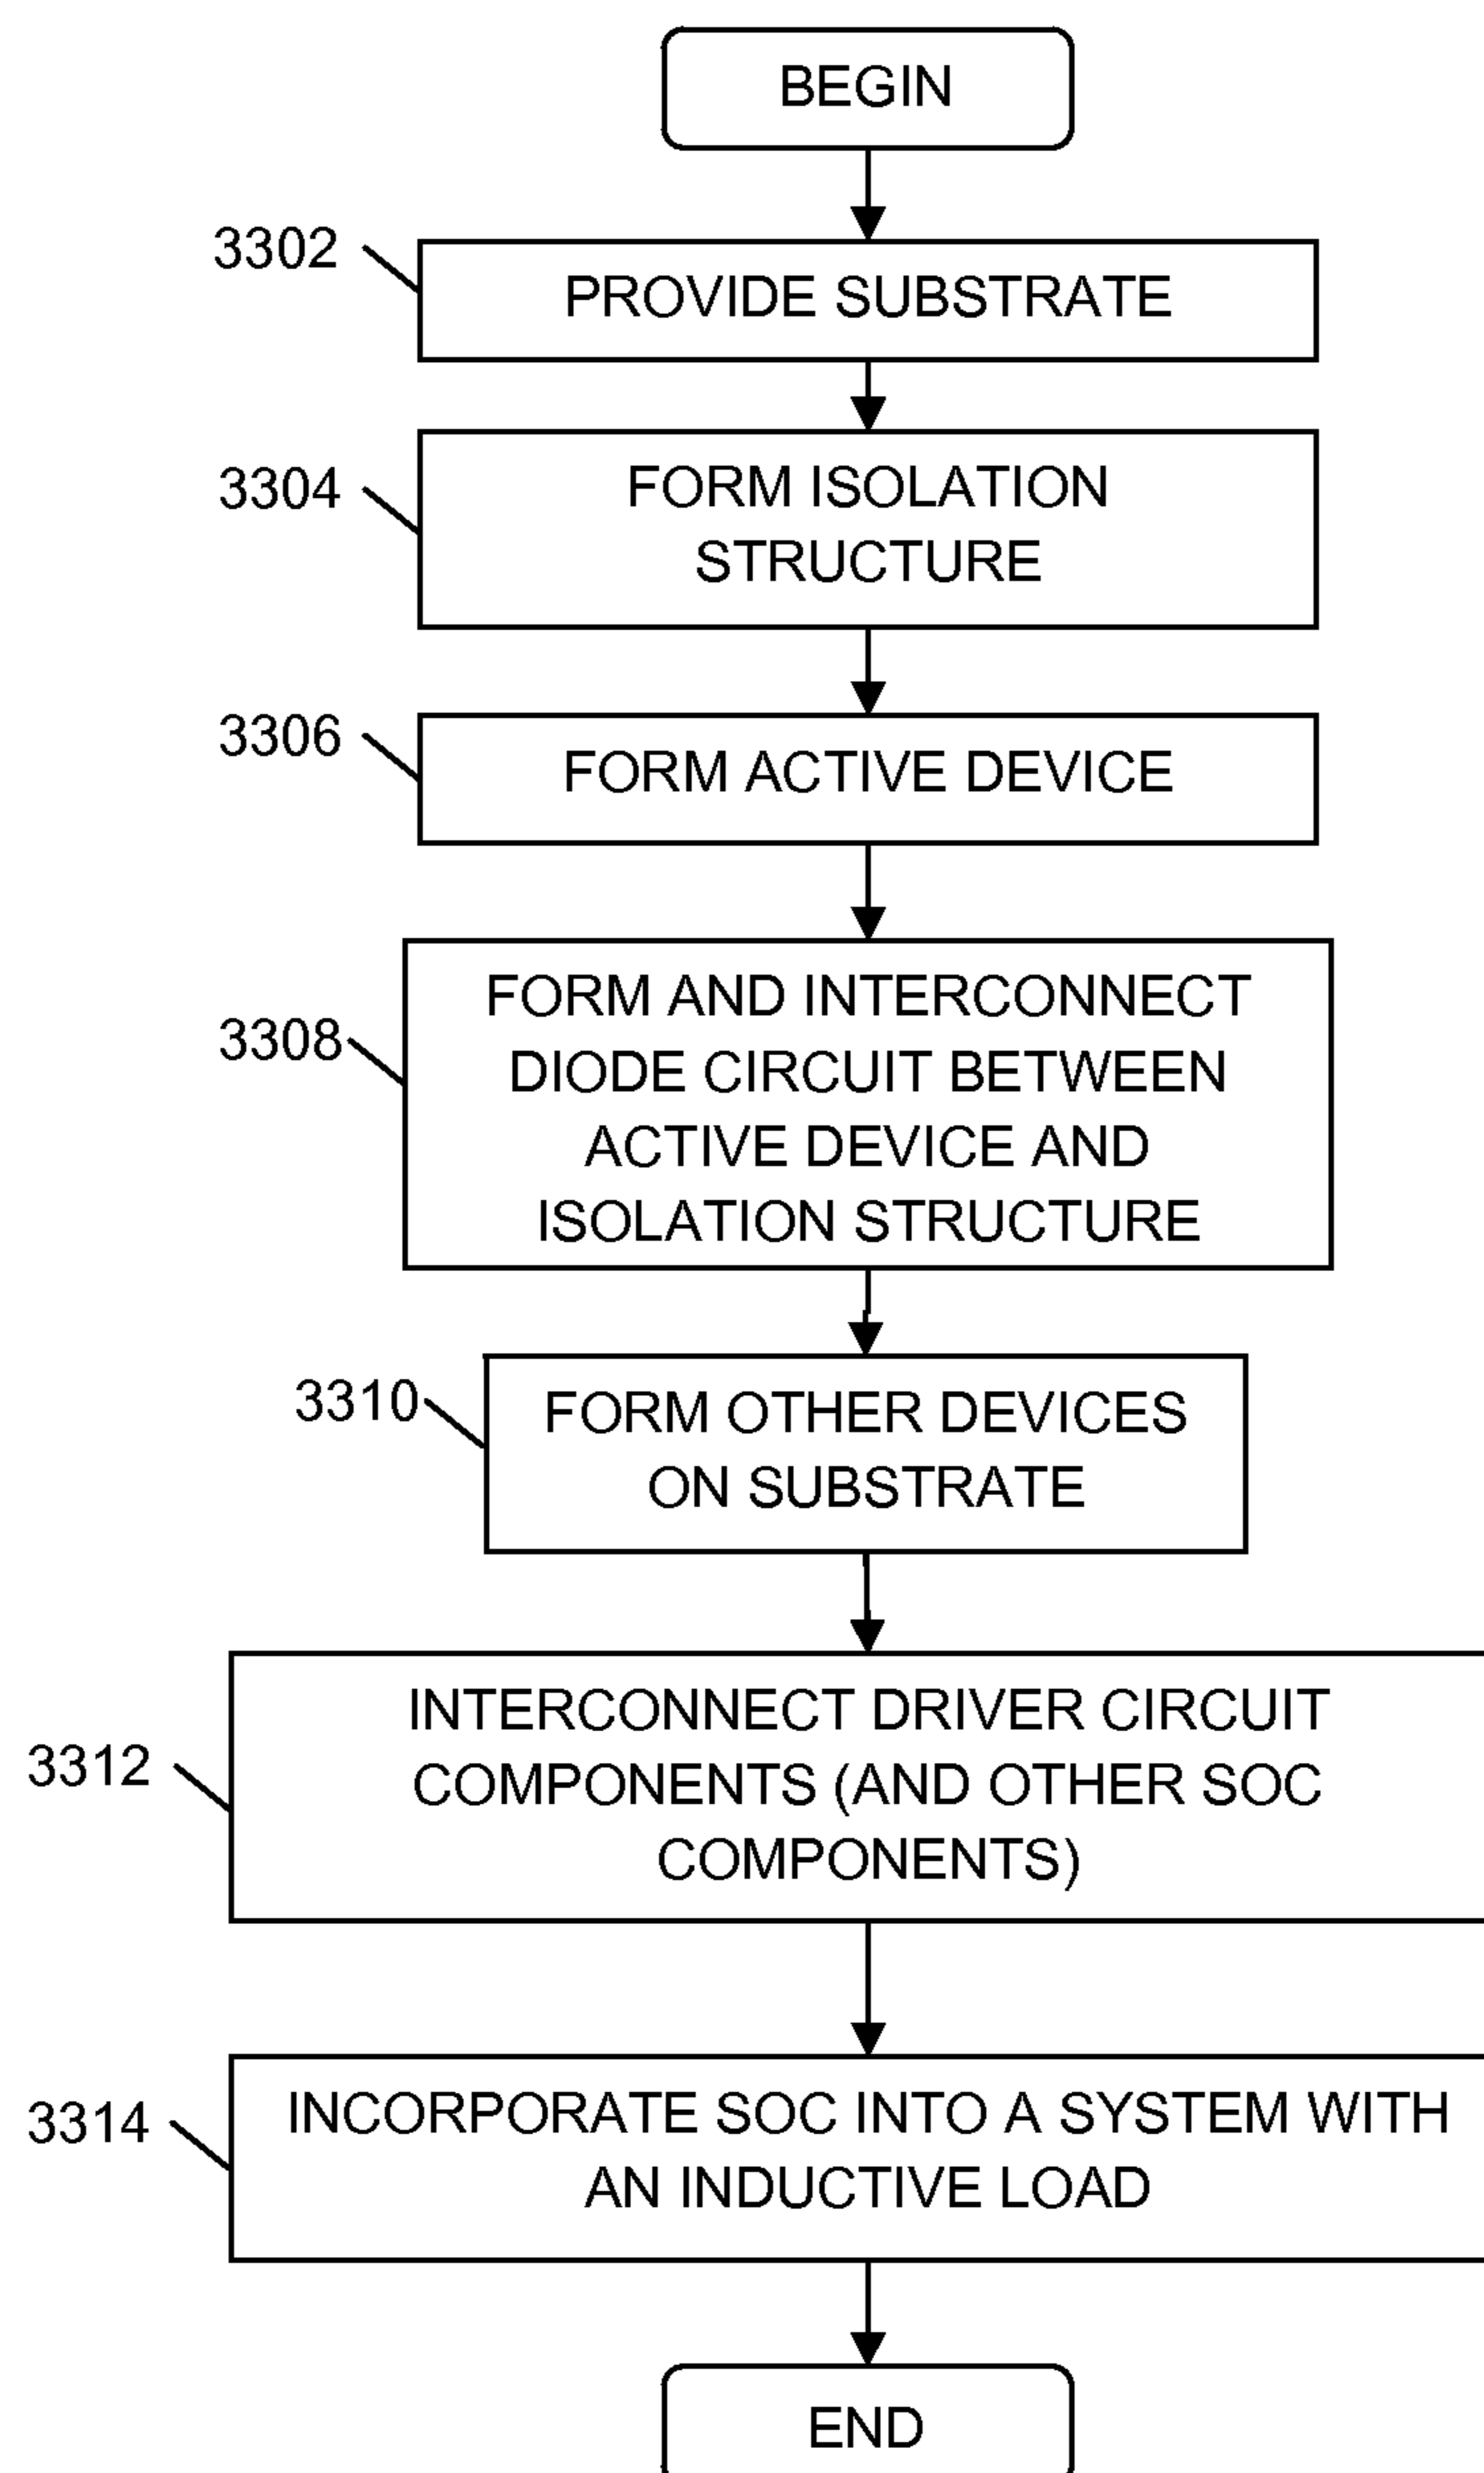 BEGIN
3302
PROVIDE SUBSTRATE
3304
FORM ISOLATION
STRUCTURE
3306
FORM ACTIVE DEVICE
3308
FORM AND INTERCONNECT
DIODE CIRCUIT BETWEEN
ACTIVE DEVICE AND
ISOLATION STRUCTURE
3310
FORM OTHER DEVICES
ON SUBSTRATE
3312
INTERCONNECT DRIVER CIRCUIT
COMPONENTS (AND OTHER SOC
COMPONENTS)
3314
INCORPORATE SOC INTO A SYSTEM WITH
AN INDUCTIVE LOAD
END